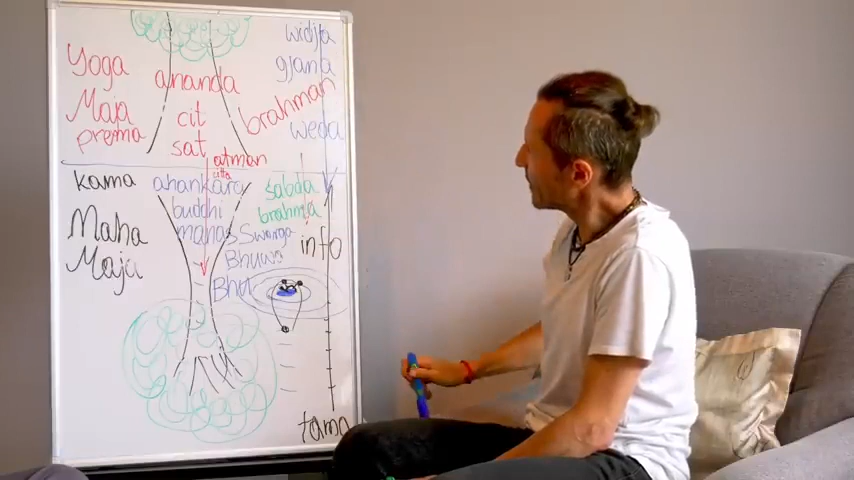 Yoga
Maja
prema
ananda
cit
sat
widja
gjana
brahman
weda
atman
citta
kama
Maha
Maja
ahankara
buddhi
manas
sabda
brahma
info
Swarga
Bhuwa
Bhur
tama